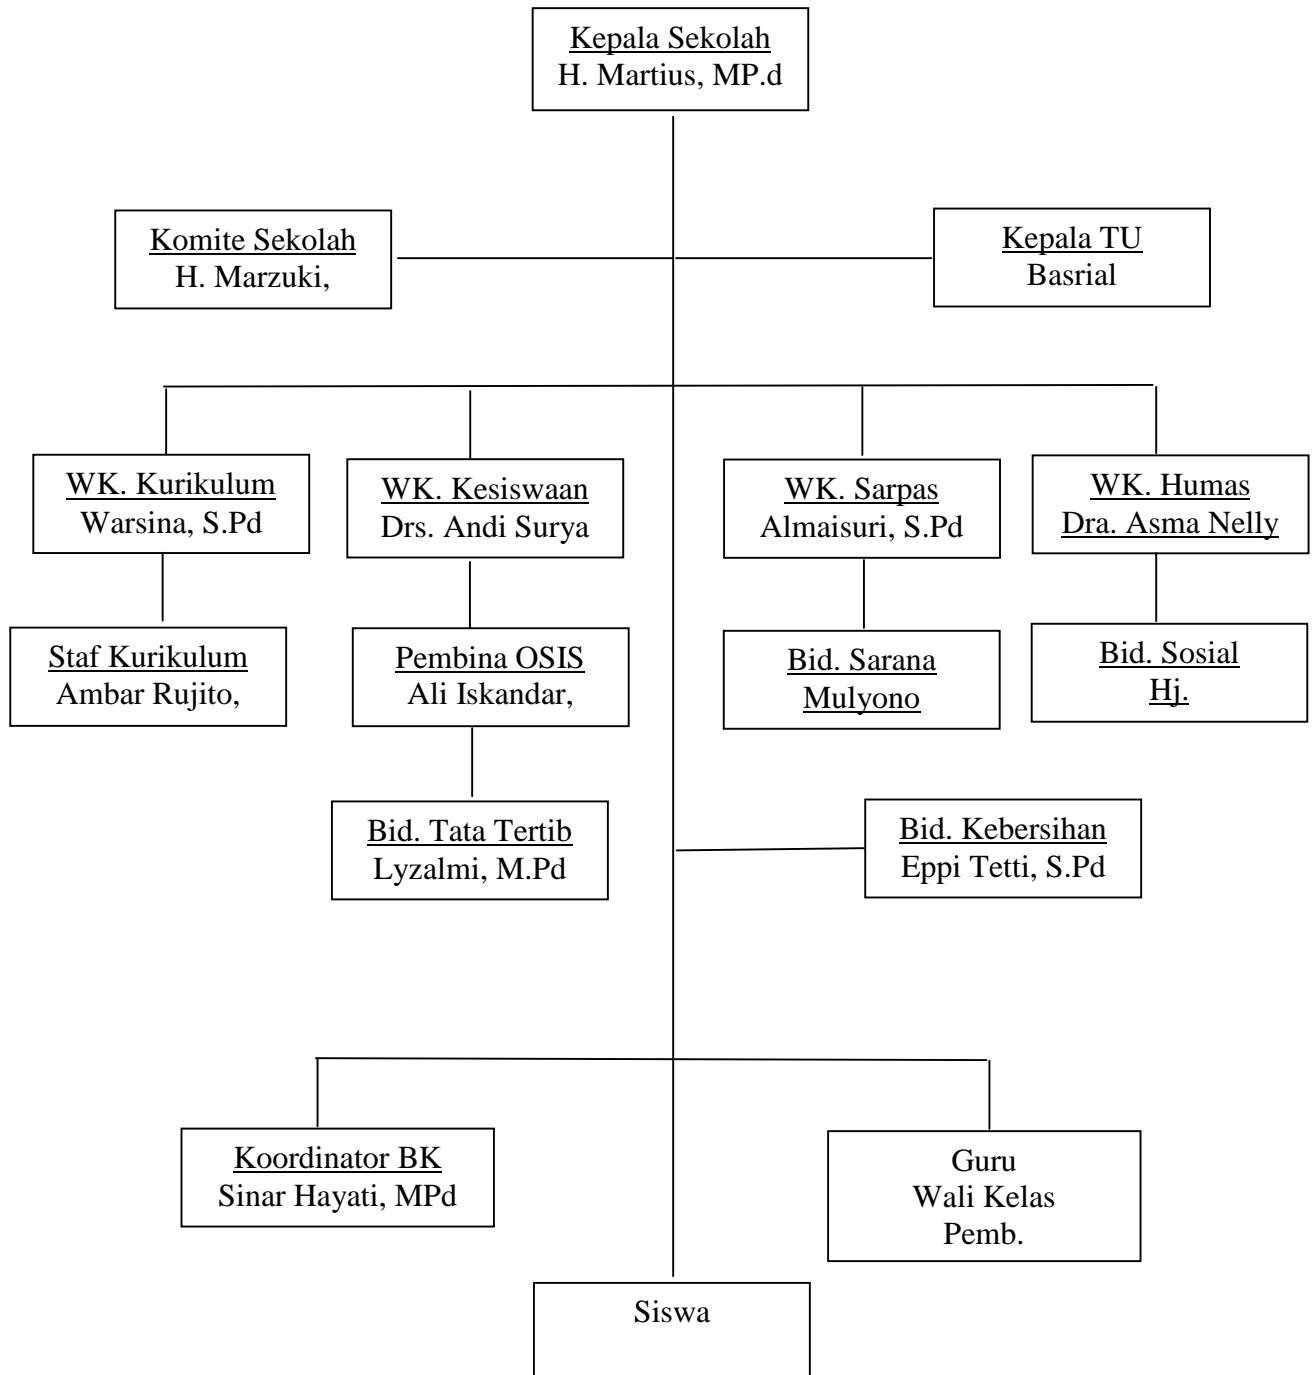 Kepala Sekolah
H. Martius, MP.d
Komite Sekolah
H. Marzuki,
Kepala TU
Basrial
WK. Kurikulum
Warsina, S.Pd
WK. Kesiswaan
Drs. Andi Surya
WK. Sarpas
Almaisuri, S.Pd
WK. Humas
Dra. Asma Nelly
Staf Kurikulum
Ambar Rujito,
Pembina OSIS
Ali Iskandar,
Bid. Sarana
Mulyono
Bid. Sosial
Hj.
Bid. Tata Tertib
Lyzalmi, M.Pd
Bid. Kebersihan
Eppi Tetti, S.Pd
Koordinator BK
Sinar Hayati, MPd
Guru
Wali Kelas
Pemb.
Siswa